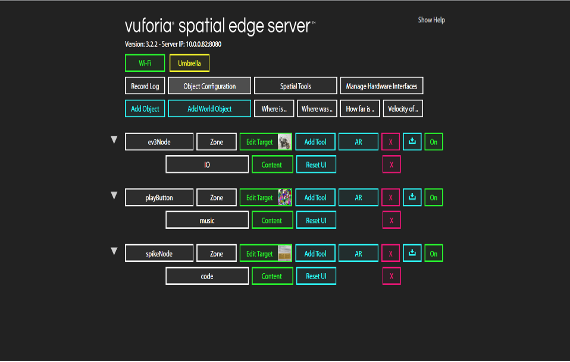 Show Help
vuforia® spatial edge server™
Version: 3.2.2 - Server IP: 10.0.0.82:8080
Wi-Fi Umbrella
Record Log Object Configuration Spatial Tools Manage Hardware Interfaces
Add Object Add World Object Where is.. Where was.. How far is .. Velocity of ..
ev3Node Zone Edit Target Add Tool AR X On
IO Content Reset UI X
playButton Zone Edit Target Add Tool AR X On
music Content Reset UI X
spikeNode Zone Edit Target Add Tool AR X On
code Content Reset UI X